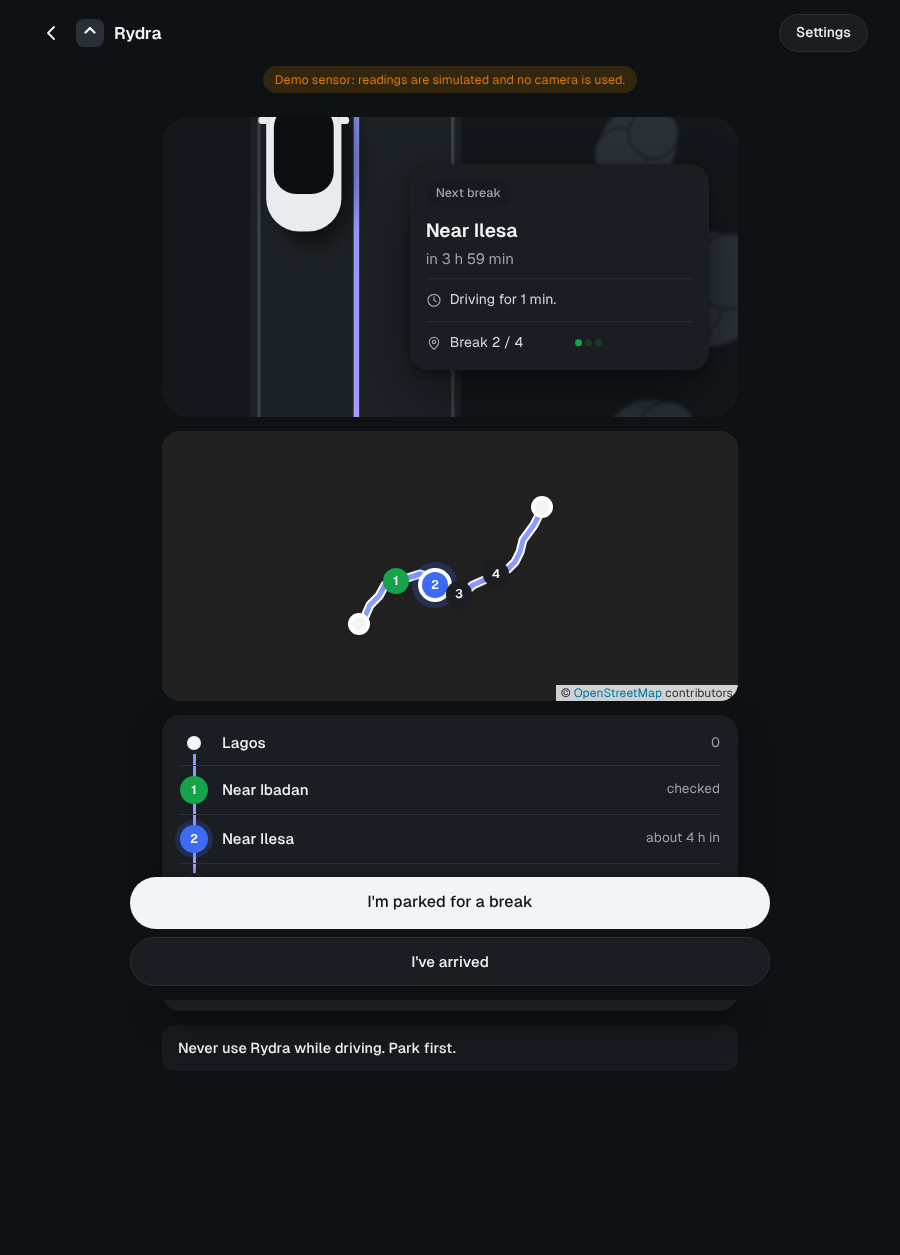 Rydra
Settings
Demo sensor: readings are simulated and no camera is used.
Next break
Near Ilesa
in 3 h 59 min
Driving for 1 min.
Break 2 / 4
1
2
3
4
© OpenStreetMap contributors
Lagos 0
1 Near Ibadan checked
2 Near Ilesa about 4 h in
I'm parked for a break
I've arrived
Never use Rydra while driving. Park first.